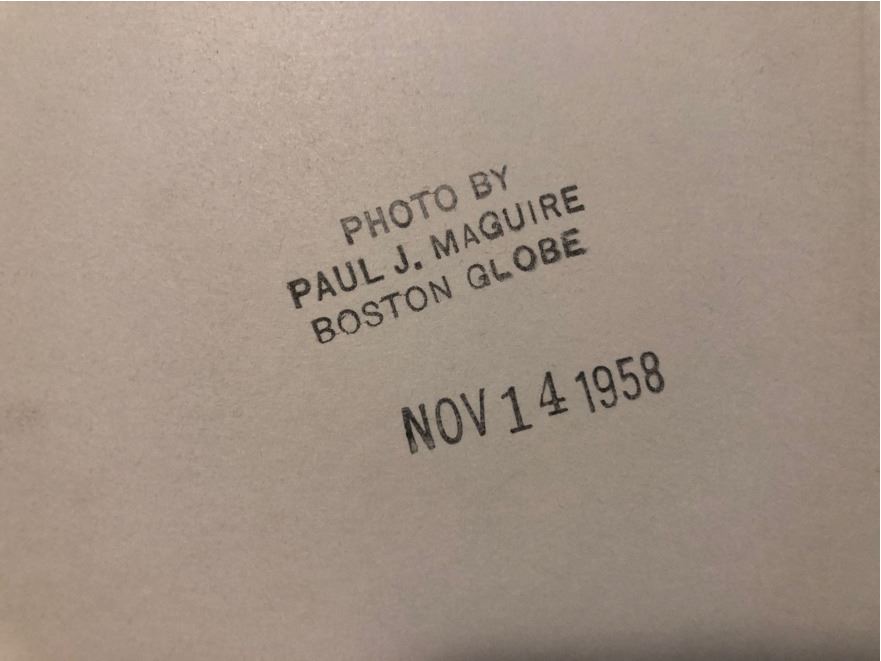 PHOTO BY
PAUL J. MAGUIRE
BOSTON GLOBE
NOV 14 1958